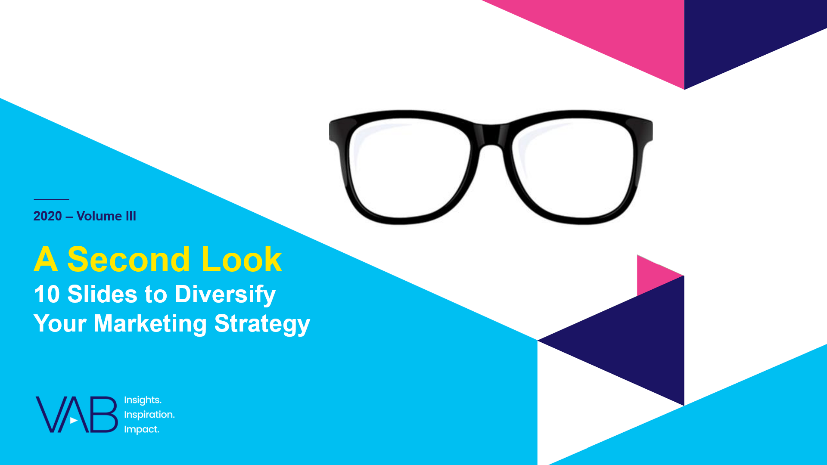 2020 – Volume III
A Second Look
10 Slides to Diversify
Your Marketing Strategy
VAB
Insights.
Inspiration.
Impact.